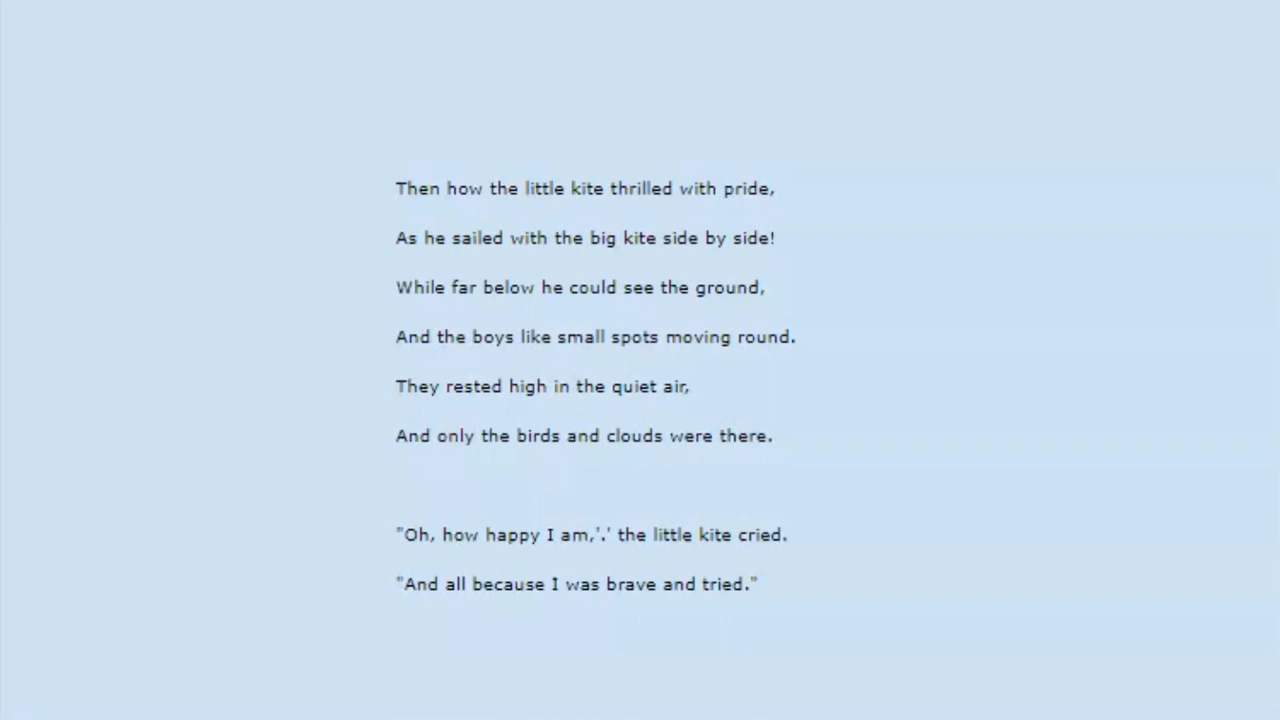 Then how the little kite thrilled with pride,
As he sailed with the big kite side by side!
While far below he could see the ground,
And the boys like small spots moving round.
They rested high in the quiet air,
And only the birds and clouds were there.
"Oh, how happy I am,'.' the little kite cried.
"And all because I was brave and tried."